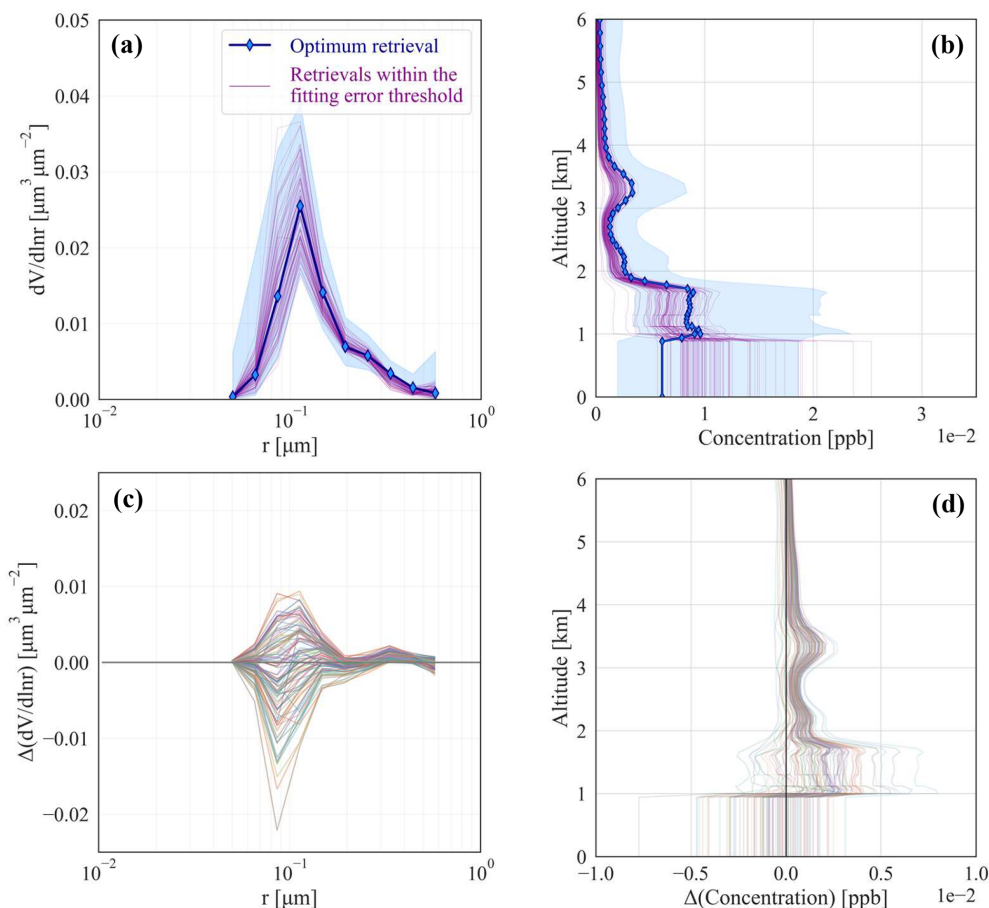 (a)
Optimum retrieval
Retrievals within the
fitting error threshold
0.05
0.04
0.03
0.02
0.01
0.00
dV/dlnr [µm³ µm⁻²]
10⁻²
10⁻¹
10⁰
r [µm]
(b)
6
5
4
3
2
1
0
Altitude [km]
0
1
2
3
Concentration [ppb]
1e−2
(c)
0.02
0.01
0.00
−0.01
−0.02
Δ(dV/dlnr) [µm³ µm⁻²]
10⁻²
10⁻¹
10⁰
r [µm]
(d)
6
5
4
3
2
1
0
Altitude [km]
−1.0
−0.5
0.0
0.5
1.0
Δ(Concentration) [ppb]
1e−2